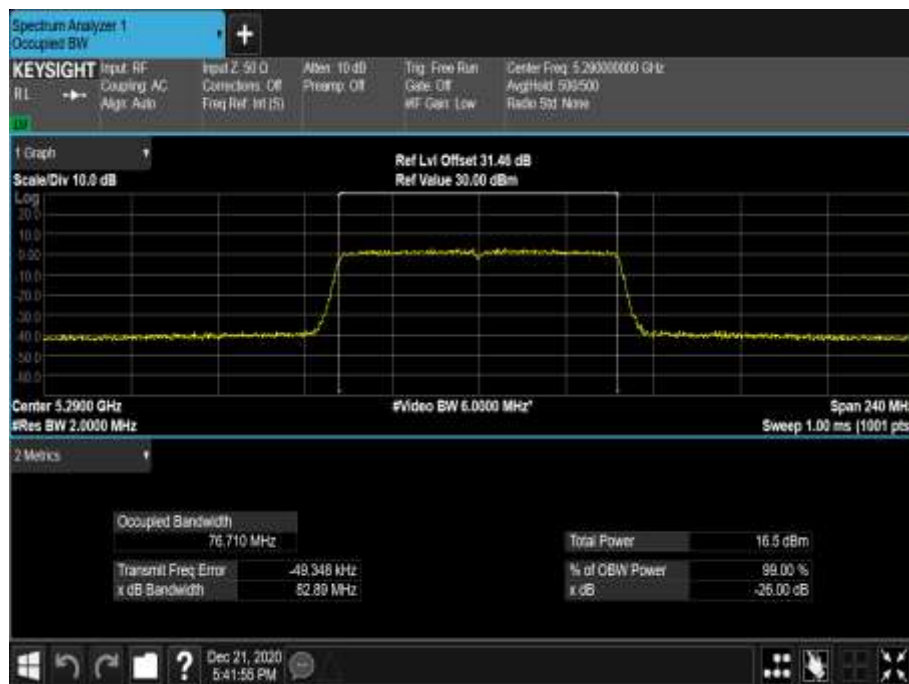 Spectrum Analyzer 1
Occupied BW
+
KEYSIGHT Input: RF Input Z: 50 Ω Atten: 10 dB Trig: Free Run Center Freq: 5.290000000 GHz
RL Coupling: AC Corrections: Off Preamp: Off Gate: Off Avg|Hold: 500/500
Align: Auto Freq Ref: Int (S) #IF Gain: Low Radio Std: None
1 Graph
Ref Lvl Offset 31.46 dB
Scale/Div 10.0 dB Ref Value 30.00 dBm
Log
20.0
10.0
0.00
-10.0
-20.0
-30.0
-40.0
-50.0
-60.0
Center 5.2900 GHz #Video BW 6.0000 MHz* Span 240 MH
#Res BW 2.0000 MHz Sweep 1.00 ms (1001 pts
2 Metrics
Occupied Bandwidth
76.710 MHz Total Power 16.5 dBm
Transmit Freq Error -49.348 kHz % of OBW Power 99.00 %
x dB Bandwidth 82.89 MHz x dB -26.00 dB
? Dec 21, 2020
5:41:56 PM